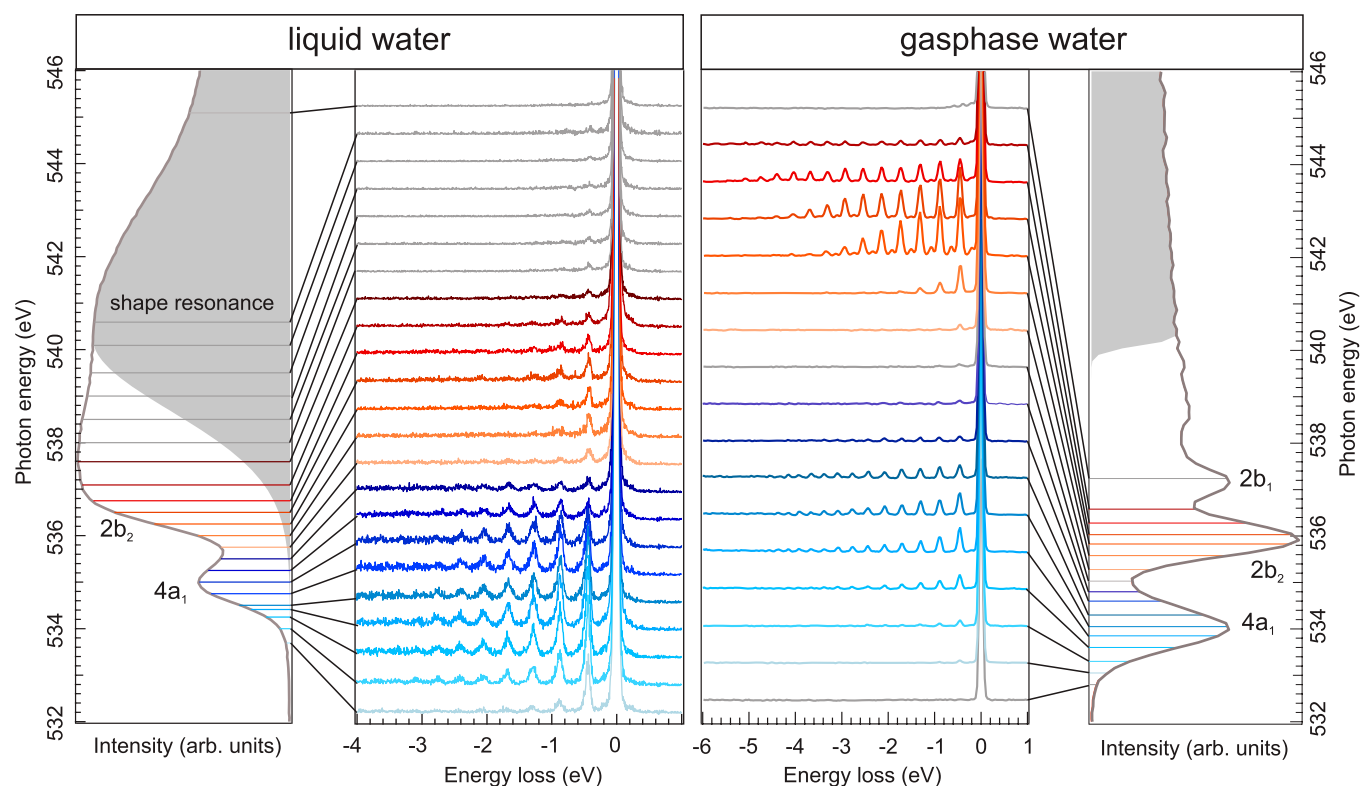 liquid water
gasphase water
Photon energy (eV)
546
544
542
540
538
536
534
532
shape resonance
2b₂
4a₁
Intensity (arb. units)
-4 -3 -2 -1 0
Energy loss (eV)
-6 -5 -4 -3 -2 -1 0 1
Energy loss (eV)
2b₁
2b₂
4a₁
Intensity (arb. units)
546
544
542
540
538
536
534
532
Photon energy (eV)